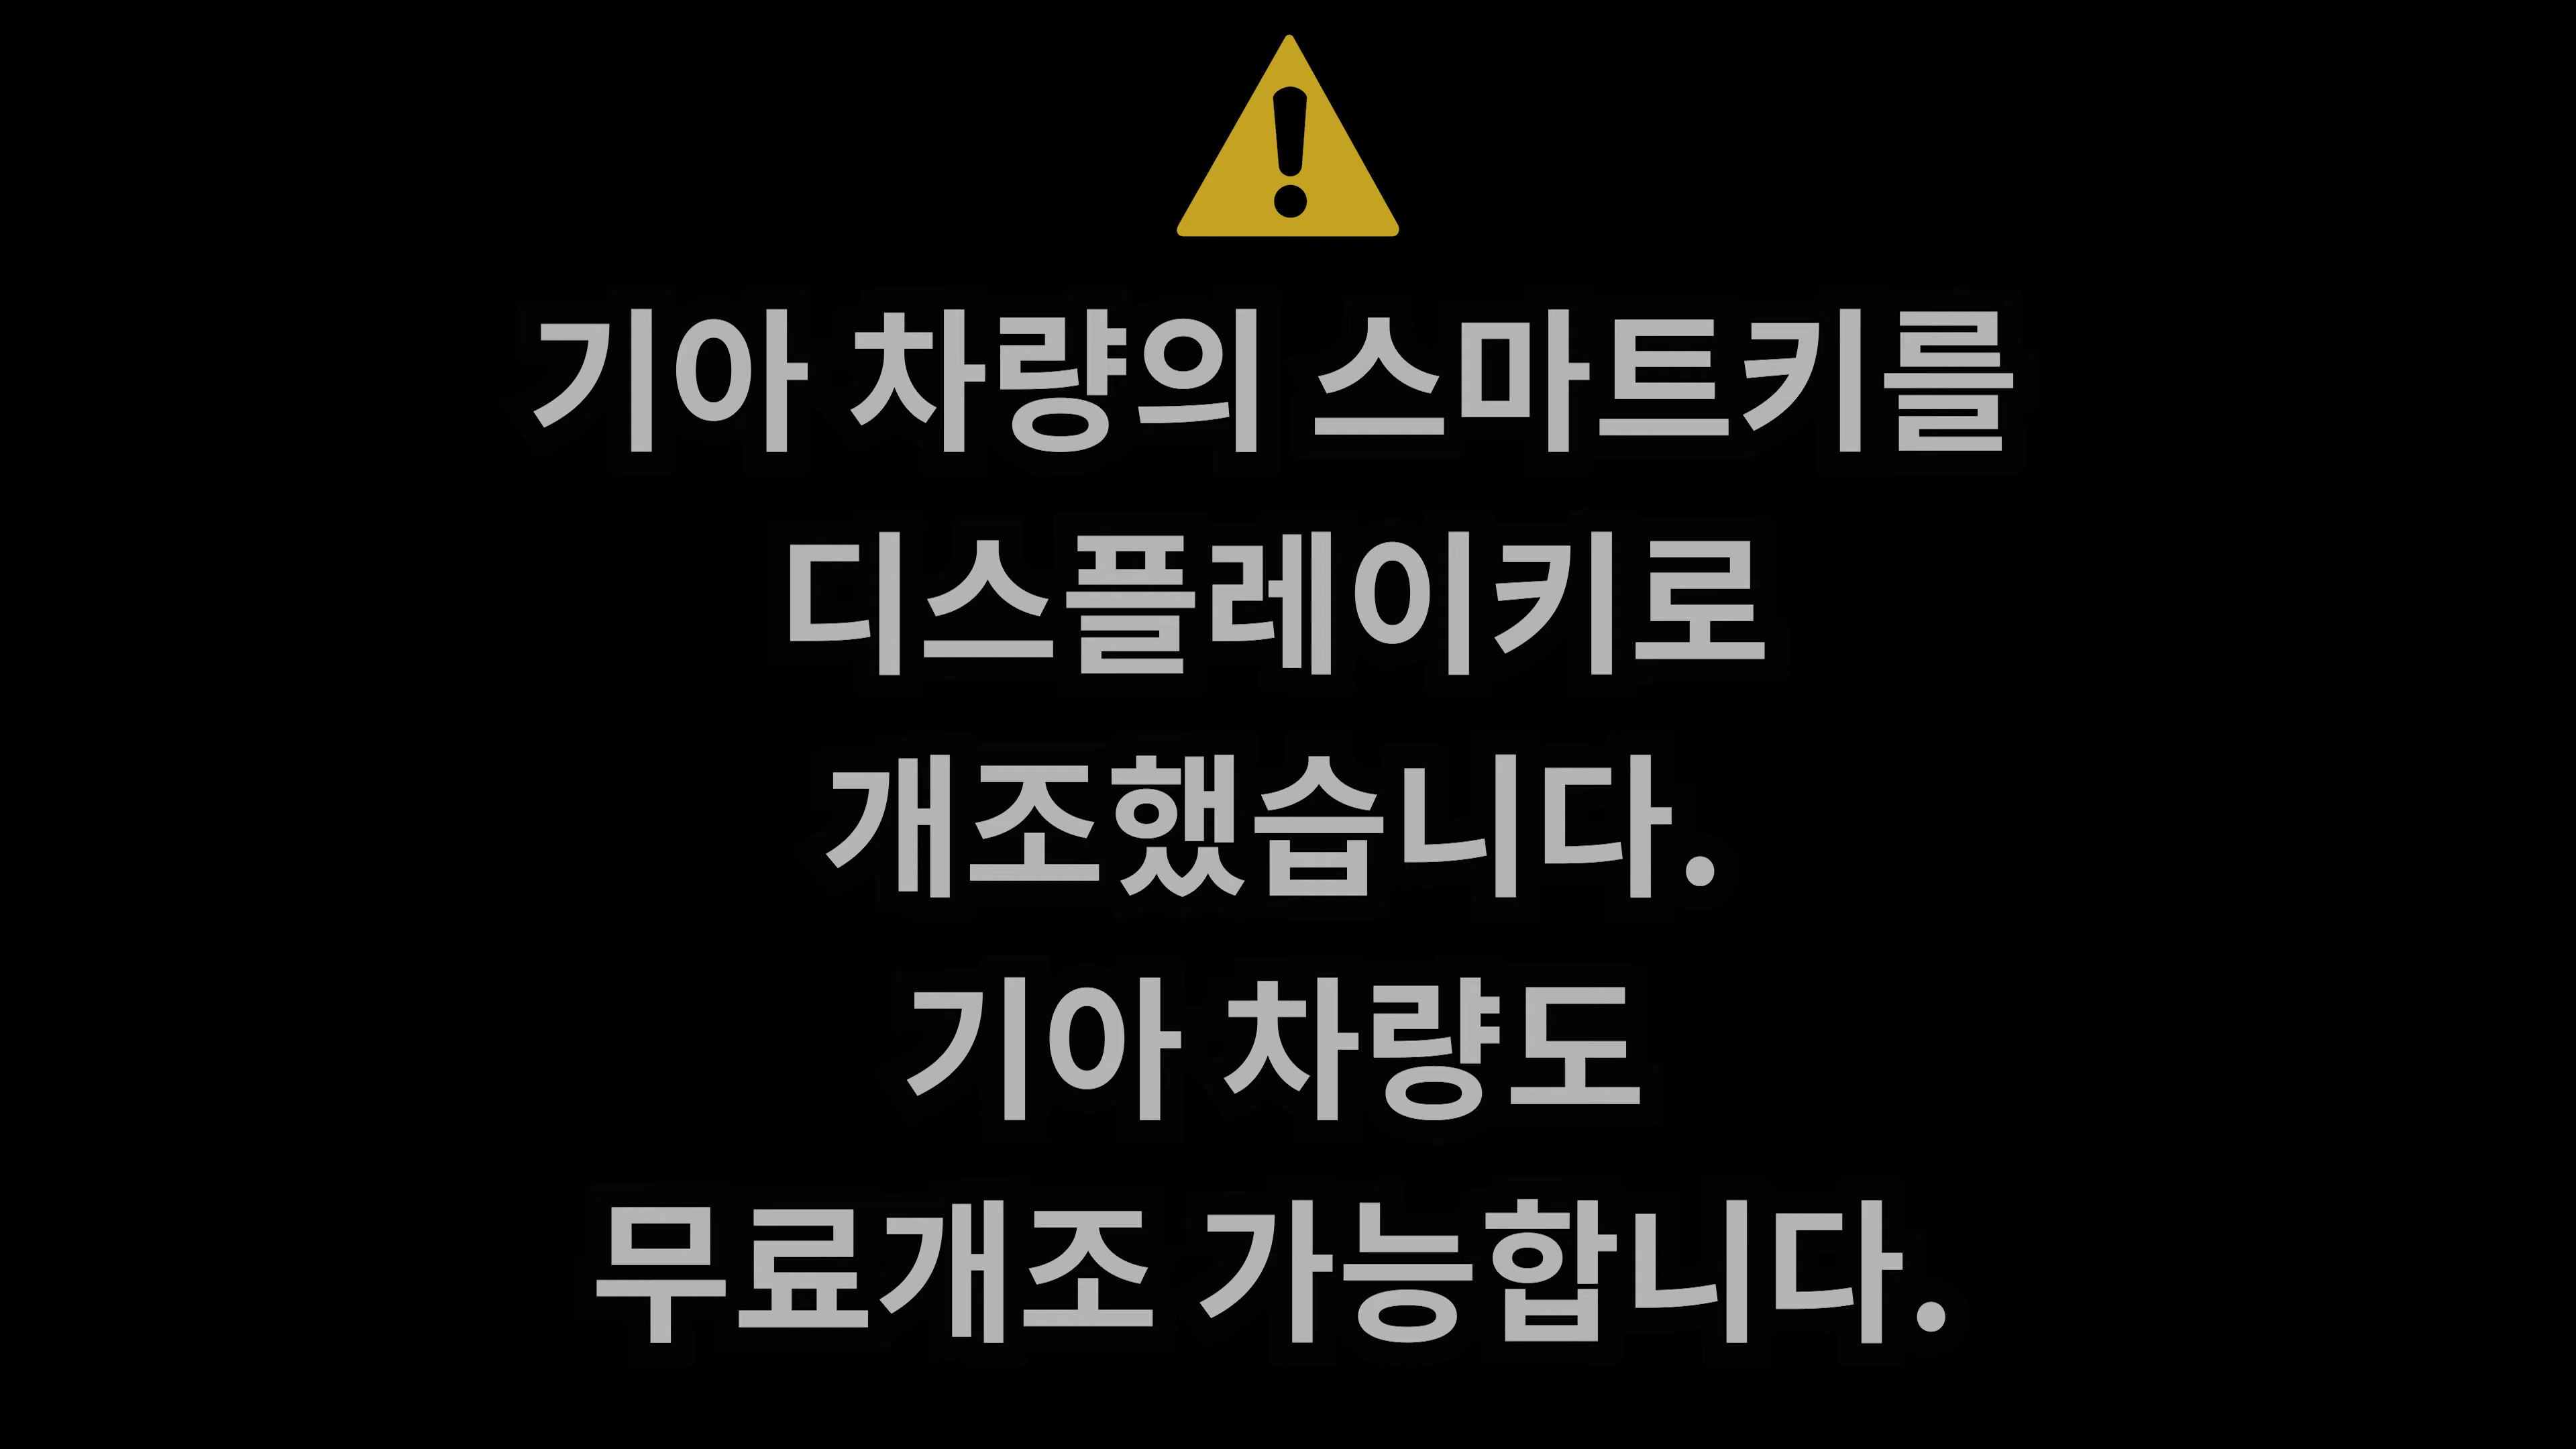 기아 차량의 스마트키를
디스플레이키로
개조했습니다.
기아 차량도
무료개조 가능합니다.